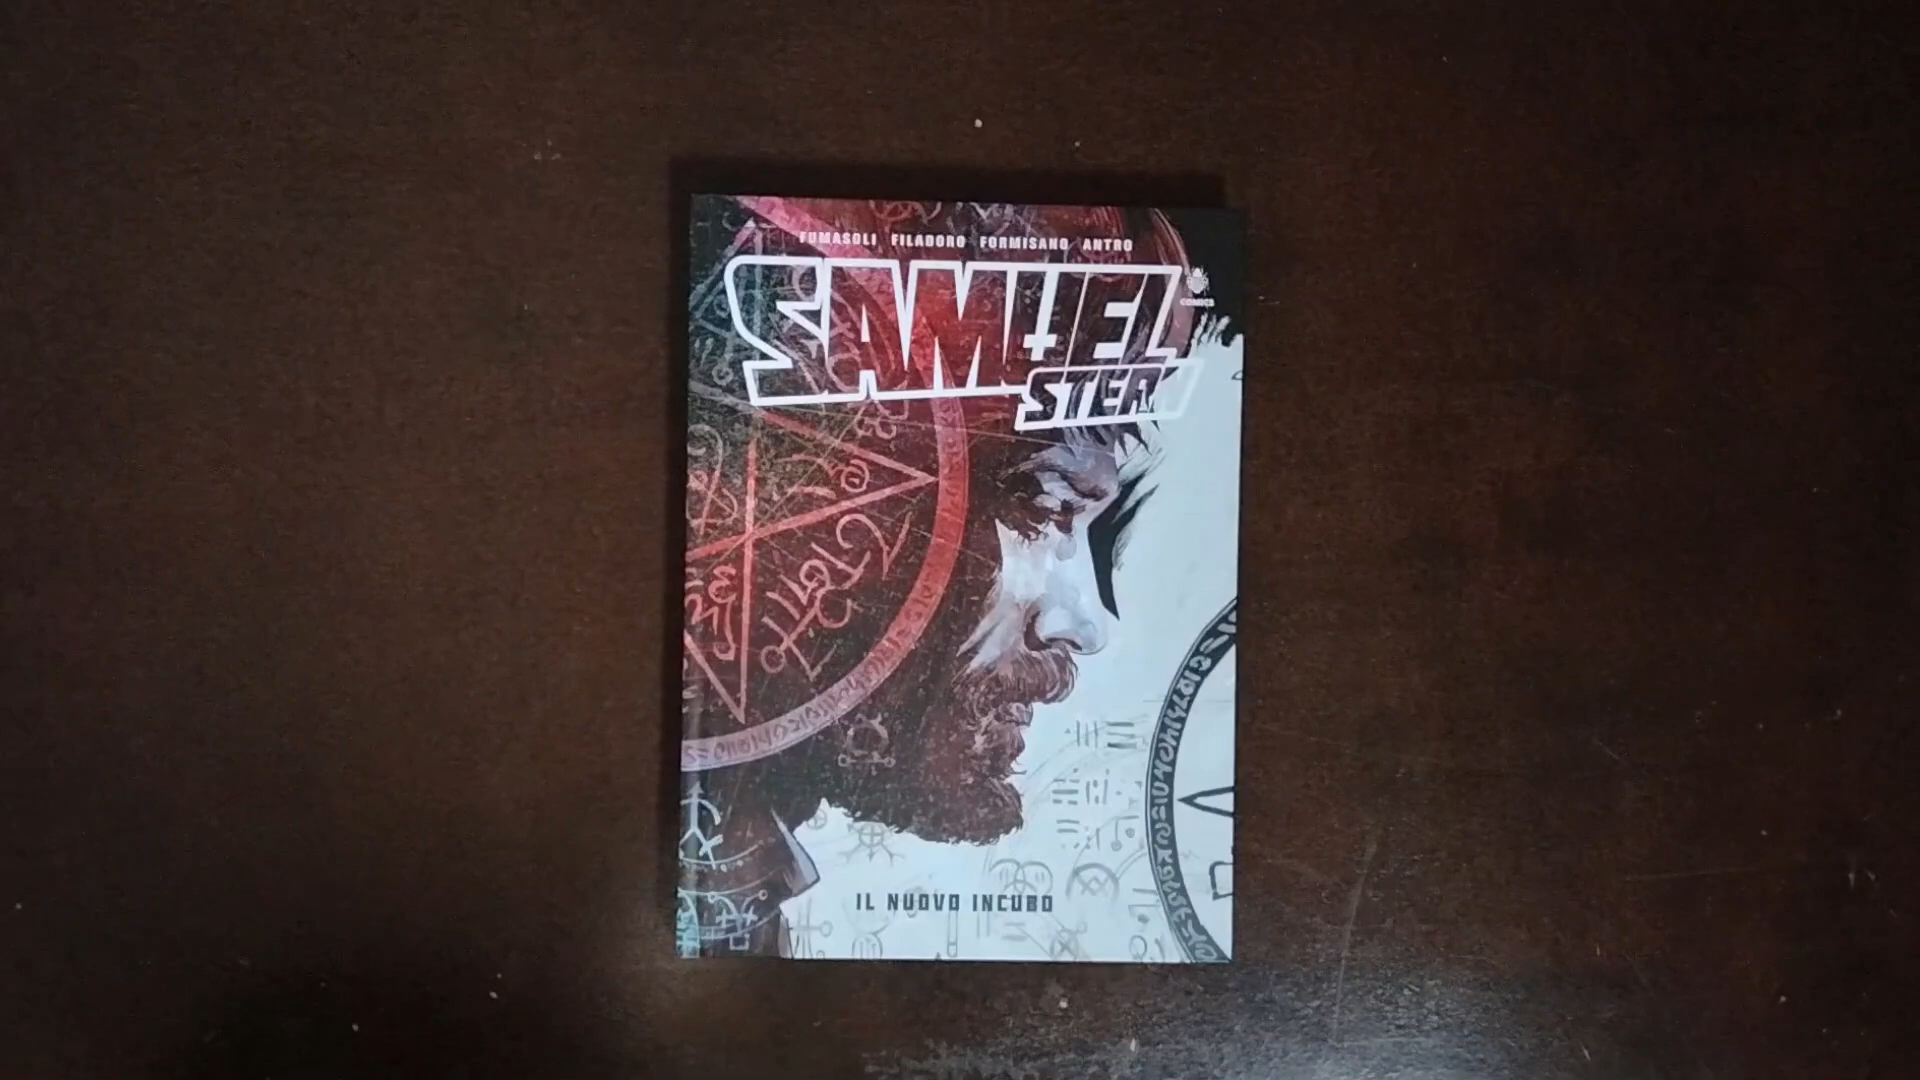 FUMASOLI FILADORO FORMISANO ANTRO
SAMUEL
COMICS
STERN
IL NUOVO INCUBO